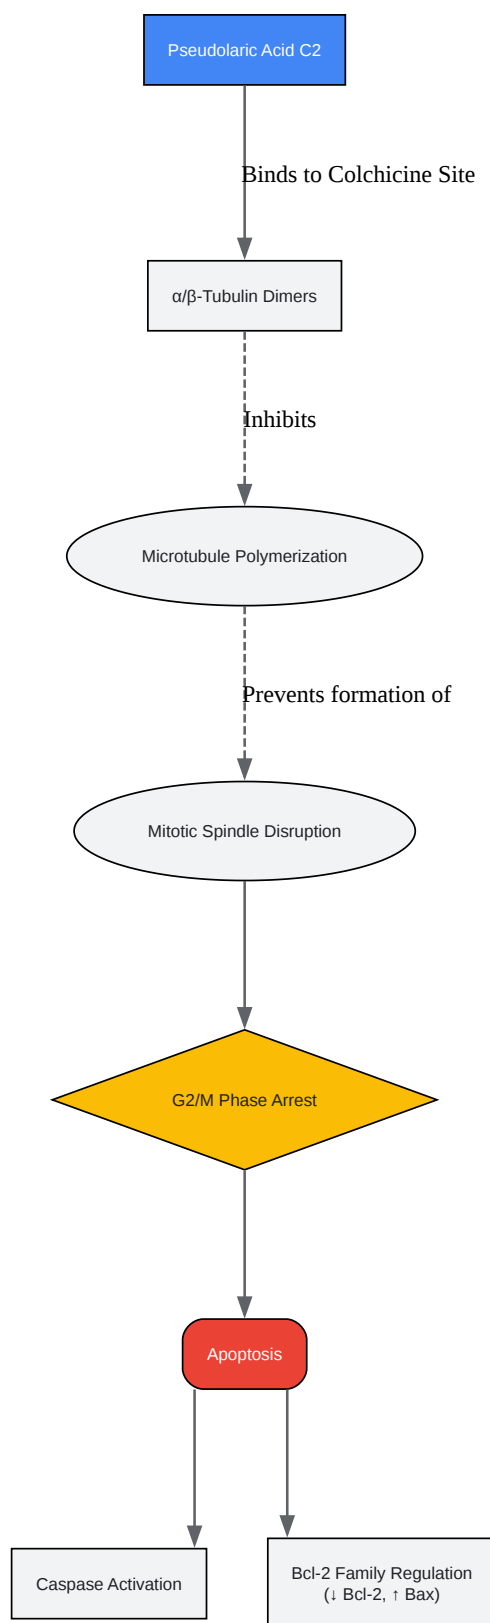 Pseudolaric Acid C2
Binds to Colchicine Site
α/β-Tubulin Dimers
Inhibits
Microtubule Polymerization
Prevents formation of
Mitotic Spindle Disruption
G2/M Phase Arrest
Apoptosis
Caspase Activation
Bcl-2 Family Regulation
(↓ Bcl-2, ↑ Bax)